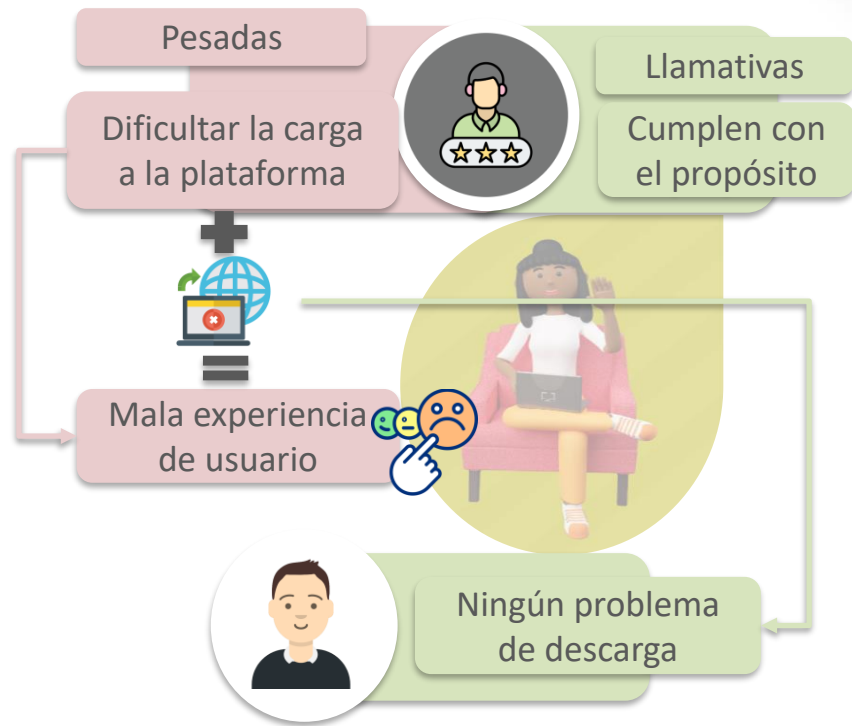 Pesadas
Dificultar la carga
a la plataforma
Llamativas
Cumplen con
el propósito
Mala experiencia
de usuario
Ningún problema
de descarga